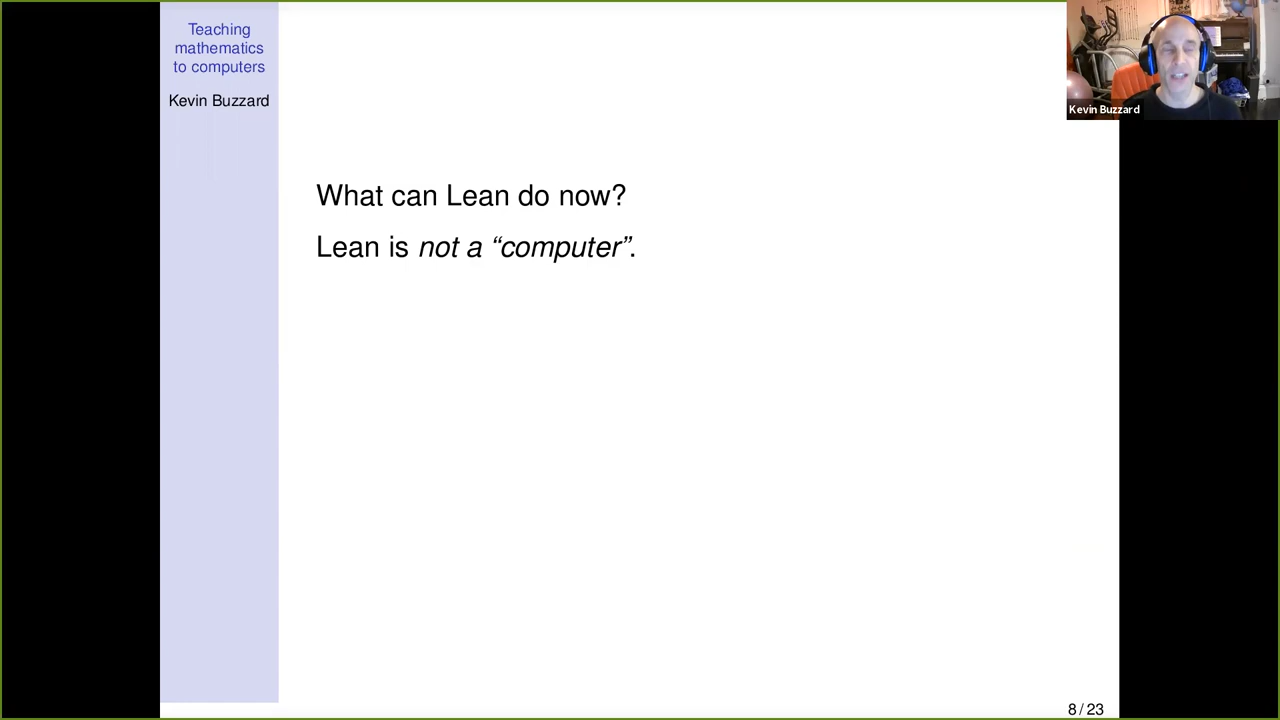 Teaching
mathematics
to computers
Kevin Buzzard
What can Lean do now?
Lean is not a “computer”.
8 / 23
Kevin Buzzard